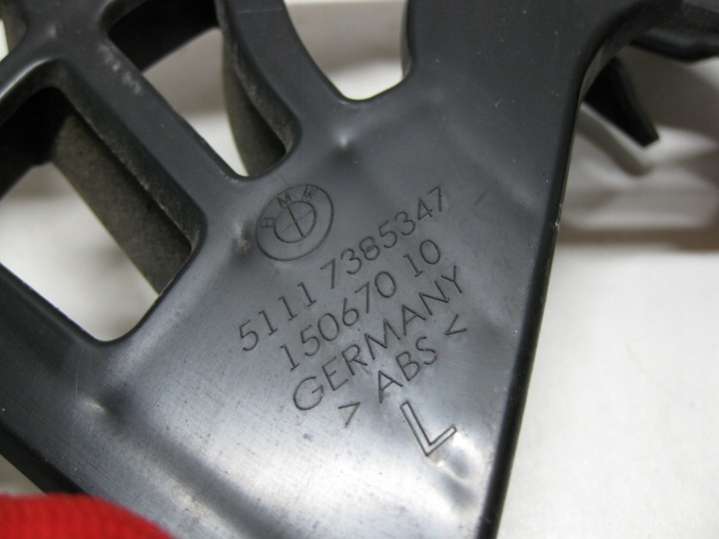 BMW
5111 7385347
150670 10
GERMANY
> ABS <
L